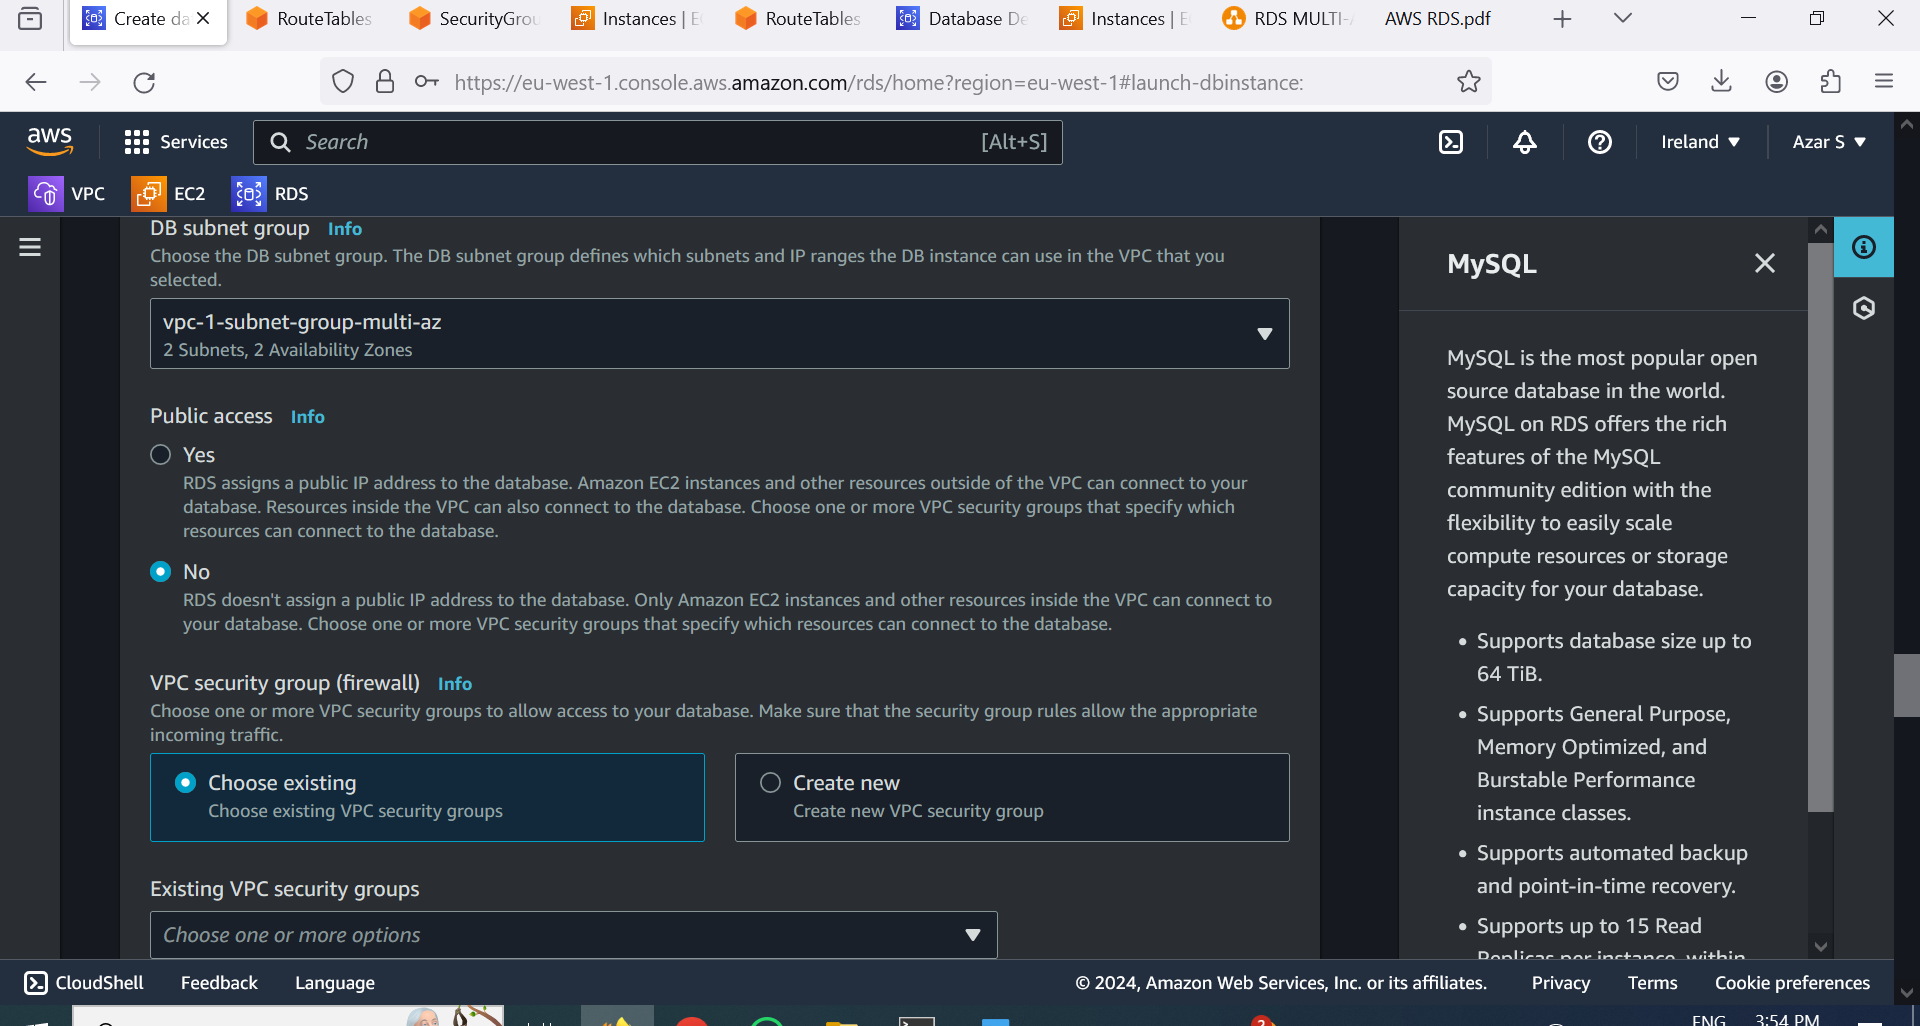 Create da
RouteTables
SecurityGrou
Instances | E
RouteTables
Database De
Instances | E
RDS MULTI-A
AWS RDS.pdf
https://eu-west-1.console.aws.amazon.com/rds/home?region=eu-west-1#launch-dbinstance:
aws
Services
Search
[Alt+S]
Ireland
Azar S
VPC
EC2
RDS
DB subnet group Info
Choose the DB subnet group. The DB subnet group defines which subnets and IP ranges the DB instance can use in the VPC that you
selected.
vpc-1-subnet-group-multi-az
2 Subnets, 2 Availability Zones
Public access Info
Yes
RDS assigns a public IP address to the database. Amazon EC2 instances and other resources outside of the VPC can connect to your
database. Resources inside the VPC can also connect to the database. Choose one or more VPC security groups that specify which
resources can connect to the database.
No
RDS doesn't assign a public IP address to the database. Only Amazon EC2 instances and other resources inside the VPC can connect to
your database. Choose one or more VPC security groups that specify which resources can connect to the database.
VPC security group (firewall) Info
Choose one or more VPC security groups to allow access to your database. Make sure that the security group rules allow the appropriate
incoming traffic.
Choose existing
Choose existing VPC security groups
Create new
Create new VPC security group
Existing VPC security groups
Choose one or more options
MySQL
MySQL is the most popular open
source database in the world.
MySQL on RDS offers the rich
features of the MySQL
community edition with the
flexibility to easily scale
compute resources or storage
capacity for your database.
• Supports database size up to
64 TiB.
• Supports General Purpose,
Memory Optimized, and
Burstable Performance
instance classes.
• Supports automated backup
and point-in-time recovery.
• Supports up to 15 Read
Replicas per instance, within
CloudShell
Feedback
Language
© 2024, Amazon Web Services, Inc. or its affiliates.
Privacy
Terms
Cookie preferences
2
ENG
3:54 PM